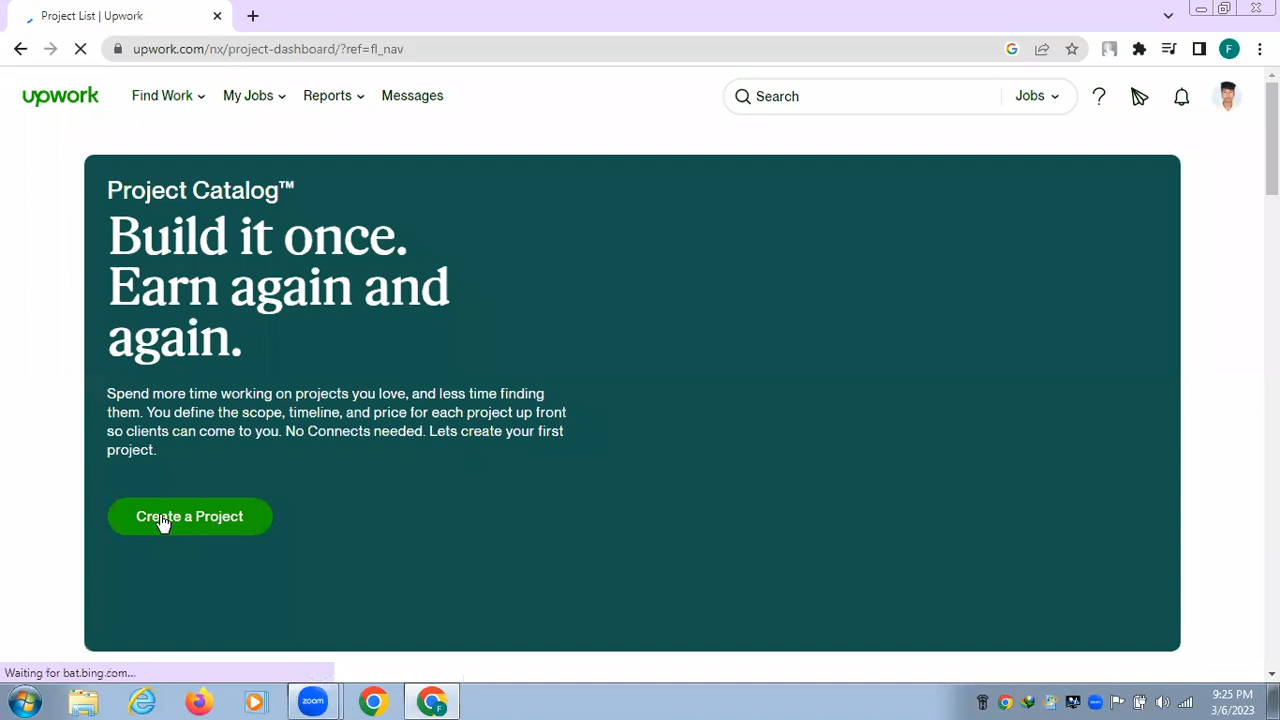 Project List | Upwork
upwork.com/nx/project-dashboard/?ref=fl_nav
F
upwork
Find Work
My Jobs
Reports
Messages
Search
Jobs
Project Catalog™
Build it once.
Earn again and
again.
Spend more time working on projects you love, and less time finding
them. You define the scope, timeline, and price for each project up front
so clients can come to you. No Connects needed. Lets create your first
project.
Create a Project
Waiting for bat.bing.com...
zoom
F
9:25 PM
3/6/2023